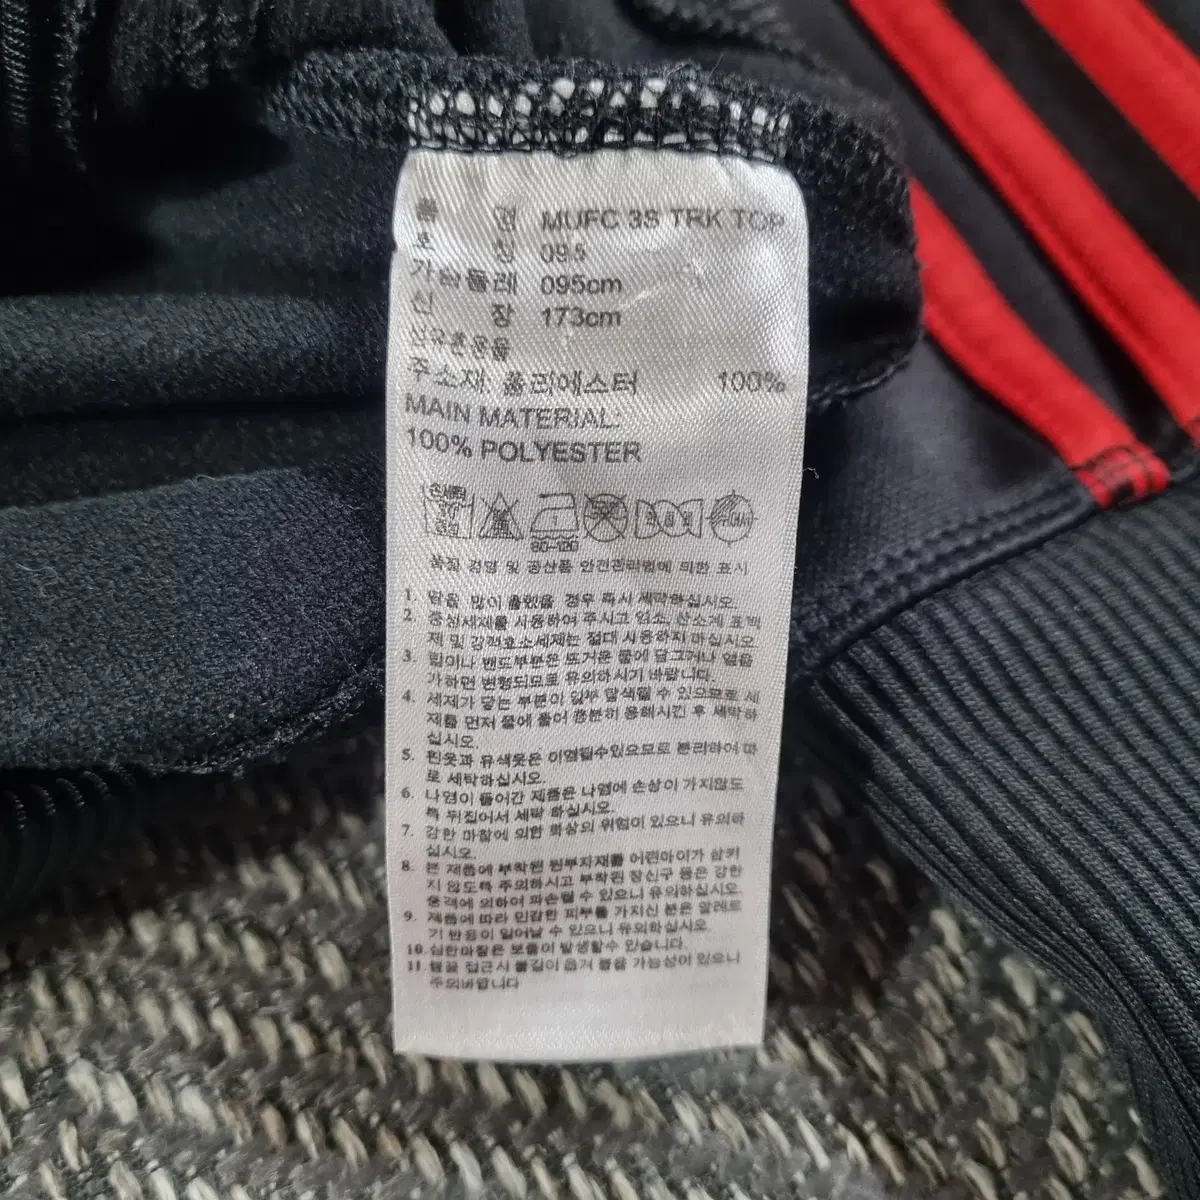 품 명 MUFC 3S TRK TOP
호 칭 095
가슴둘레 095cm
신 장 173cm
섬유혼용율
주소재: 폴리에스터 100%
MAIN MATERIAL:
100% POLYESTER
80~120
품질 경영 및 공산품 안전관리법에 의한 표시
1. 땀을 많이 흘렸을 경우 즉시 세탁하십시오.
2. 중성세제를 사용하여 주시고 염소, 산소계 표백
제 및 강력효소세제는 절대 사용하지 마십시오
3. 립이나 밴드부분은 뜨거운 물에 담그거나 열을
가하면 변형되므로 유의하시기 바랍니다.
4. 세제가 닿는 부분이 일부 탈색될 수 있으므로 세
제를 먼저 물에 풀어 충분히 용해시킨 후 세탁하
십시오.
5. 흰옷과 유색옷은 이염될수있으므로 분리하여 따
로 세탁하십시오.
6. 나염이 들어간 제품은 나염에 손상이 가지않도
록 뒤집어서 세탁 하십시오.
7. 강한 마찰에 의한 화상의 위험이 있으니 유의하
십시오.
8. 본 제품에 부착된 원부자재를 어린아이가 삼키
지 않도록 주의하시고 부착된 장신구 등은 강한
충격에 의하여 파손될 수 있으니 유의하십시오.
9. 제품에 따라 민감한 피부를 가지신 분은 알레르
기 반응이 일어날 수 있으니 유의하십시오.
10. 심한마찰은 보풀이 발생할수 있습니다.
11. 불꽃 접근시 불길이 옮겨 붙을 가능성이 있으니
주의바랍니다